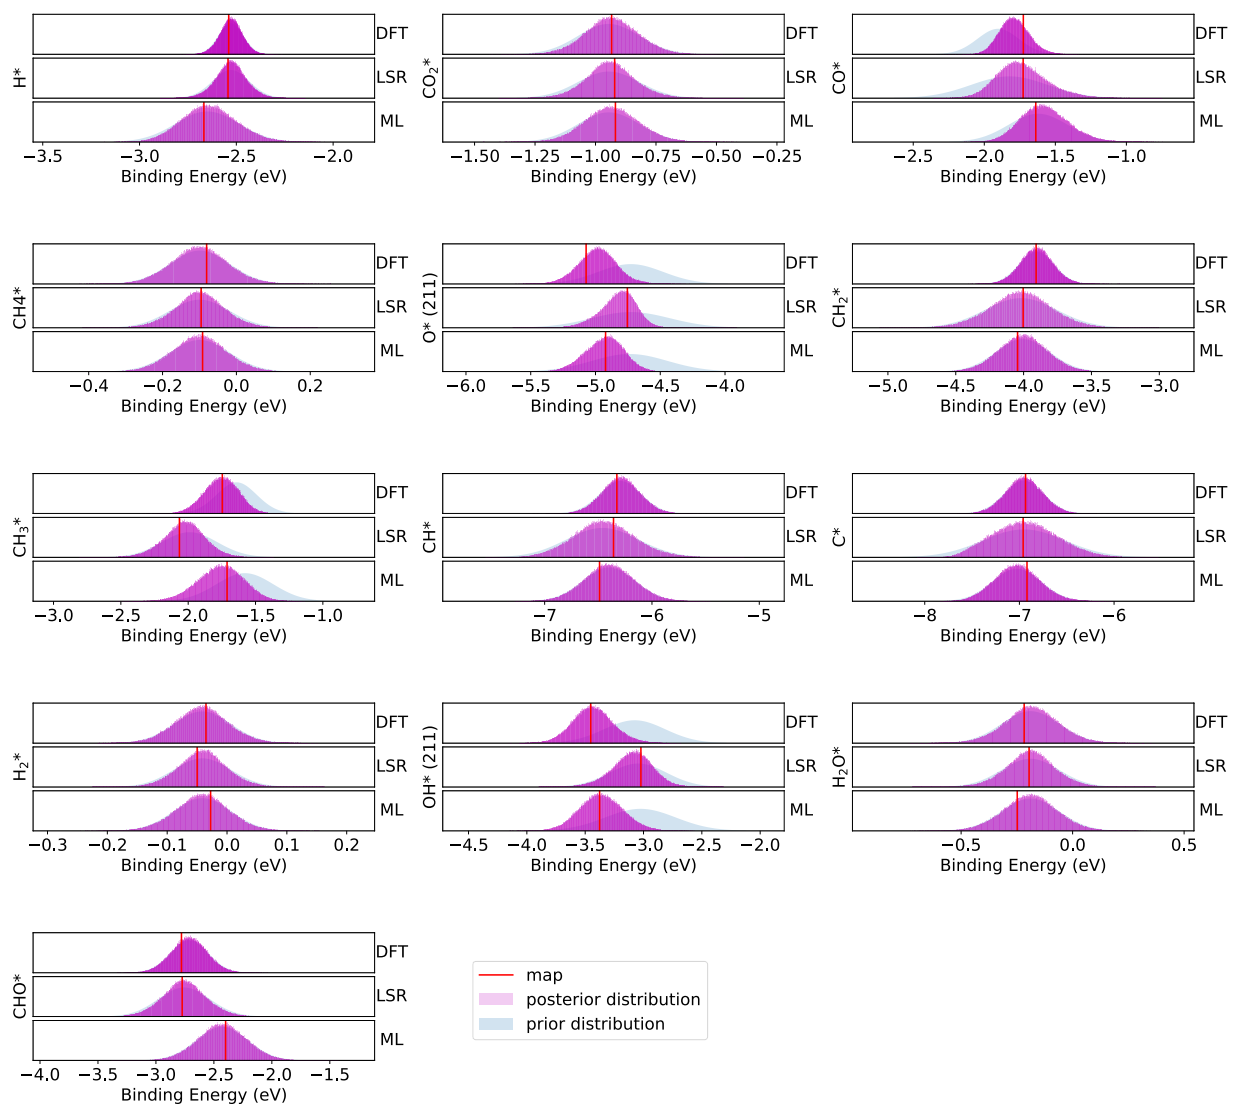 H*
DFT
LSR
ML
−3.5 −3.0 −2.5 −2.0
Binding Energy (eV)
CO₂*
DFT
LSR
ML
−1.50 −1.25 −1.00 −0.75 −0.50 −0.25
Binding Energy (eV)
CO*
DFT
LSR
ML
−2.5 −2.0 −1.5 −1.0
Binding Energy (eV)
CH4*
DFT
LSR
ML
−0.4 −0.2 0.0 0.2
Binding Energy (eV)
O* (211)
DFT
LSR
ML
−6.0 −5.5 −5.0 −4.5 −4.0
Binding Energy (eV)
CH₂*
DFT
LSR
ML
−5.0 −4.5 −4.0 −3.5 −3.0
Binding Energy (eV)
CH₃*
DFT
LSR
ML
−3.0 −2.5 −2.0 −1.5 −1.0
Binding Energy (eV)
CH*
DFT
LSR
ML
−7 −6 −5
Binding Energy (eV)
C*
DFT
LSR
ML
−8 −7 −6
Binding Energy (eV)
H₂*
DFT
LSR
ML
−0.3 −0.2 −0.1 0.0 0.1 0.2
Binding Energy (eV)
OH* (211)
DFT
LSR
ML
−4.5 −4.0 −3.5 −3.0 −2.5 −2.0
Binding Energy (eV)
H₂O*
DFT
LSR
ML
−0.5 0.0 0.5
Binding Energy (eV)
CHO*
DFT
LSR
ML
−4.0 −3.5 −3.0 −2.5 −2.0 −1.5
Binding Energy (eV)
map
posterior distribution
prior distribution